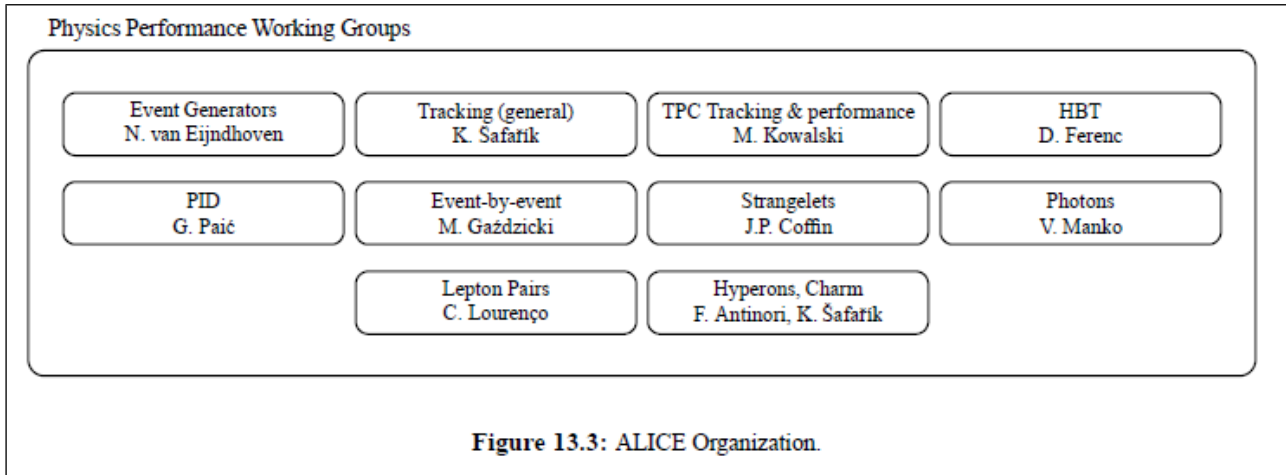 Physics Performance Working Groups
Event Generators
N. van Eijndhoven
Tracking (general)
K. Šafařík
TPC Tracking & performance
M. Kowalski
HBT
D. Ferenc
PID
G. Paić
Event-by-event
M. Gaździcki
Strangelets
J.P. Coffin
Photons
V. Manko
Lepton Pairs
C. Lourenço
Hyperons, Charm
F. Antinori, K. Šafařík
Figure 13.3: ALICE Organization.